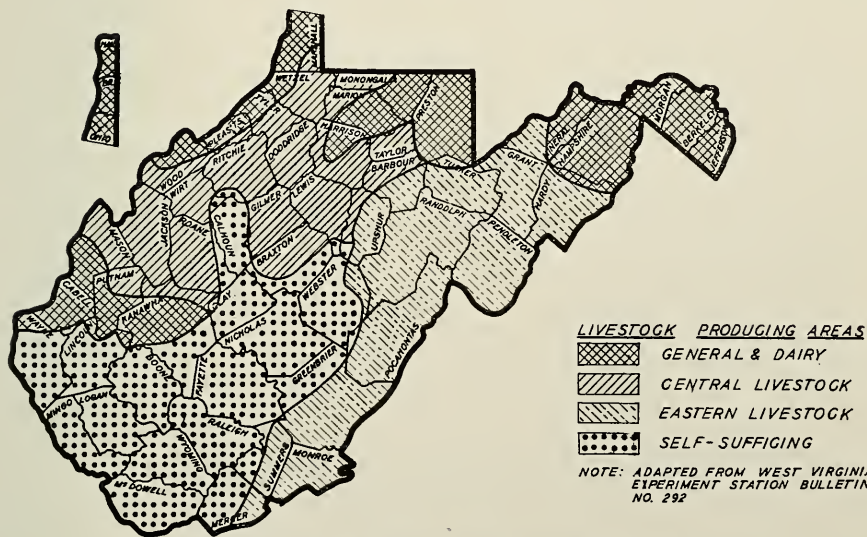 OHIO
MARSHALL
WETZEL
MONONGALIA
MARION
PRESTON
TYLER
PLEASTS
HARRISON
DODDRIDGE
RITCHIE
TAYLOR
BARBOUR
TUCKER
GRANT
MINERAL
HAMPSHIRE
MORGAN
BERKELEY
JEFFERSON
WOOD
WIRT
GILMER
LEWIS
HARDY
RANDOLPH
UPSHUR
PENDLETON
JACKSON
ROANE
CALHOUN
BRAXTON
MASON
PUTNAM
CABELL
KANAWHA
CLAY
WEBSTER
WAYNE
LINCOLN
NICHOLAS
POCAHONTAS
BOONE
FAYETTE
GREENBRIER
MINGO
LOGAN
RALEIGH
WYOMING
SUMMERS
MONROE
MCDOWELL
MERCER
LIVESTOCK PRODUCING AREAS
GENERAL & DAIRY
CENTRAL LIVESTOCK
EASTERN LIVESTOCK
SELF-SUFFICING
NOTE: ADAPTED FROM WEST VIRGINIA
EXPERIMENT STATION BULLETIN
NO. 292